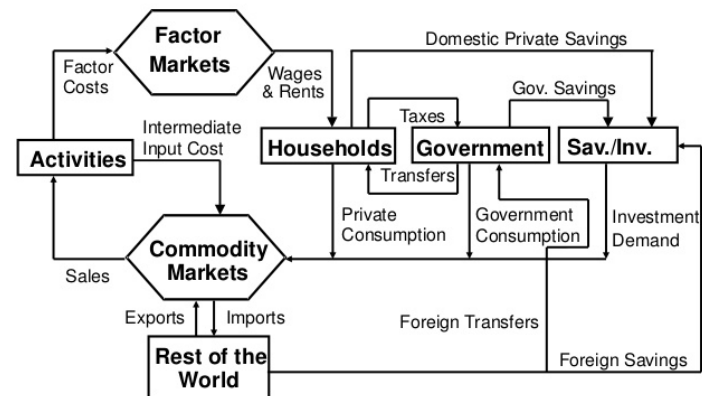 Factor
Markets
Domestic Private Savings
Factor
Costs
Wages
& Rents
Gov. Savings
Taxes
Intermediate
Input Cost
Activities
Households
Government
Sav./Inv.
Transfers
Private
Consumption
Government
Consumption
Investment
Demand
Commodity
Markets
Sales
Exports
Imports
Foreign Transfers
Rest of the
World
Foreign Savings